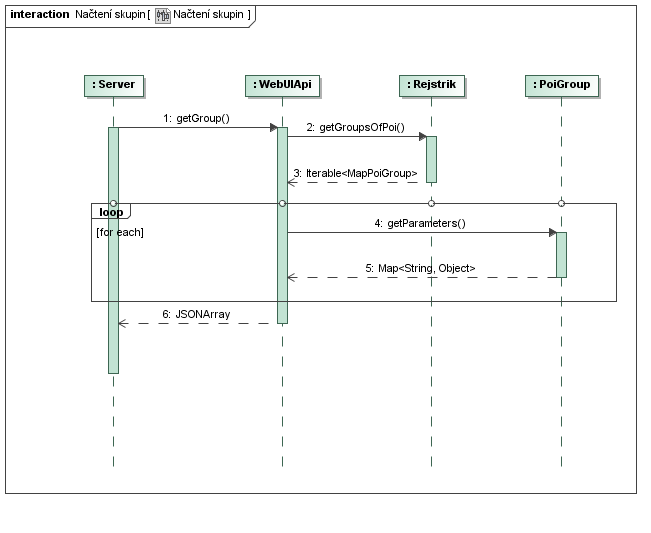 interaction Načtení skupin [ Načtení skupin ]
: Server
: WebUIApi
: Rejstrik
: PoiGroup
1: getGroup()
2: getGroupsOfPoi()
3: Iterable<MapPoiGroup>
loop
[for each]
4: getParameters()
5: Map<String, Object>
6: JSONArray